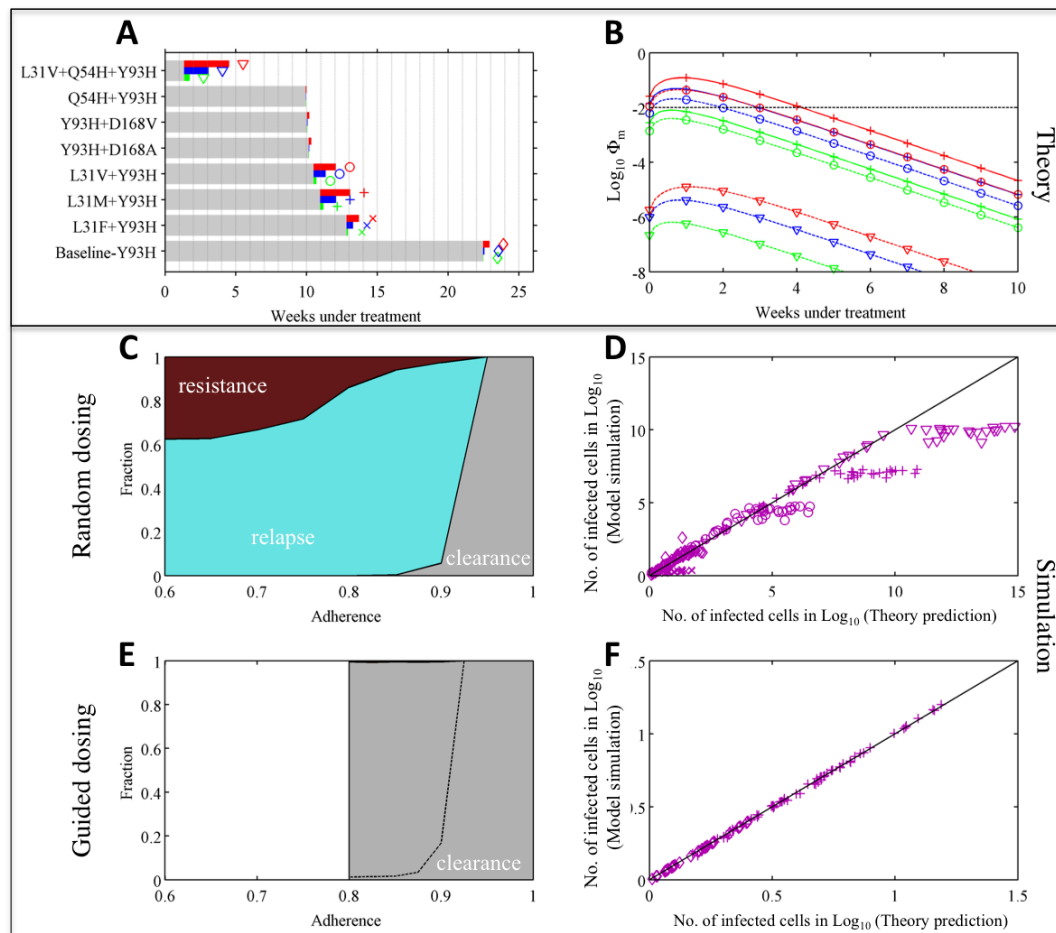 A
L31V+Q54H+Y93H
Q54H+Y93H
Y93H+D168V
Y93H+D168A
L31V+Y93H
L31M+Y93H
L31F+Y93H
Baseline-Y93H
0 5 10 15 20 25
Weeks under treatment
B
Log10 Φm
0
-2
-4
-6
-8
0 2 4 6 8 10
Weeks under treatment
Theory
Random dosing
C
Fraction
1
0.8
0.6
0.4
0.2
0
resistance
relapse
clearance
0.6 0.7 0.8 0.9 1
Adherence
D
No. of infected cells in Log10
(Model simulation)
15
10
5
0
0 5 10 15
No. of infected cells in Log10 (Theory prediction)
Simulation
Guided dosing
E
Fraction
1
0.8
0.6
0.4
0.2
0
clearance
0.6 0.7 0.8 0.9 1
Adherence
F
No. of infected cells in Log10
(Model simulation)
.5
1
).5
0
0 0.5 1 1.5
No. of infected cells in Log10 (Theory prediction)